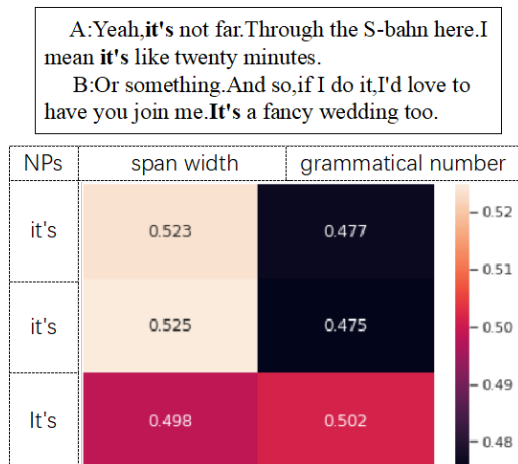 A:Yeah,it's not far.Through the S-bahn here.I
mean it's like twenty minutes.
B:Or something.And so,if I do it,I'd love to
have you join me.It's a fancy wedding too.
NPs span width grammatical number
it's 0.523 0.477
it's 0.525 0.475
It's 0.498 0.502
0.52
0.51
0.50
0.49
0.48